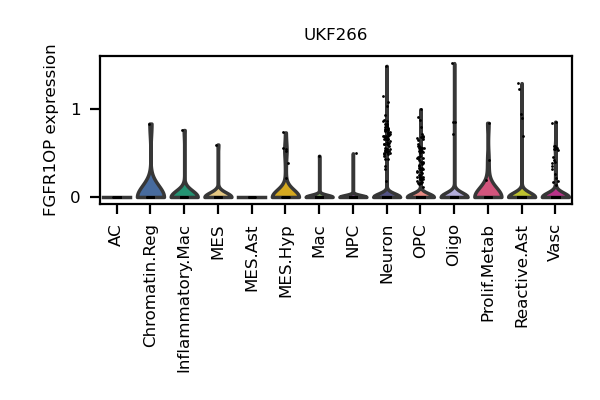 UKF266
FGFR1OP expression
1
0
AC
Chromatin.Reg
Inflammatory.Mac
MES
MES.Ast
MES.Hyp
Mac
NPC
Neuron
OPC
Oligo
Prolif.Metab
Reactive.Ast
Vasc